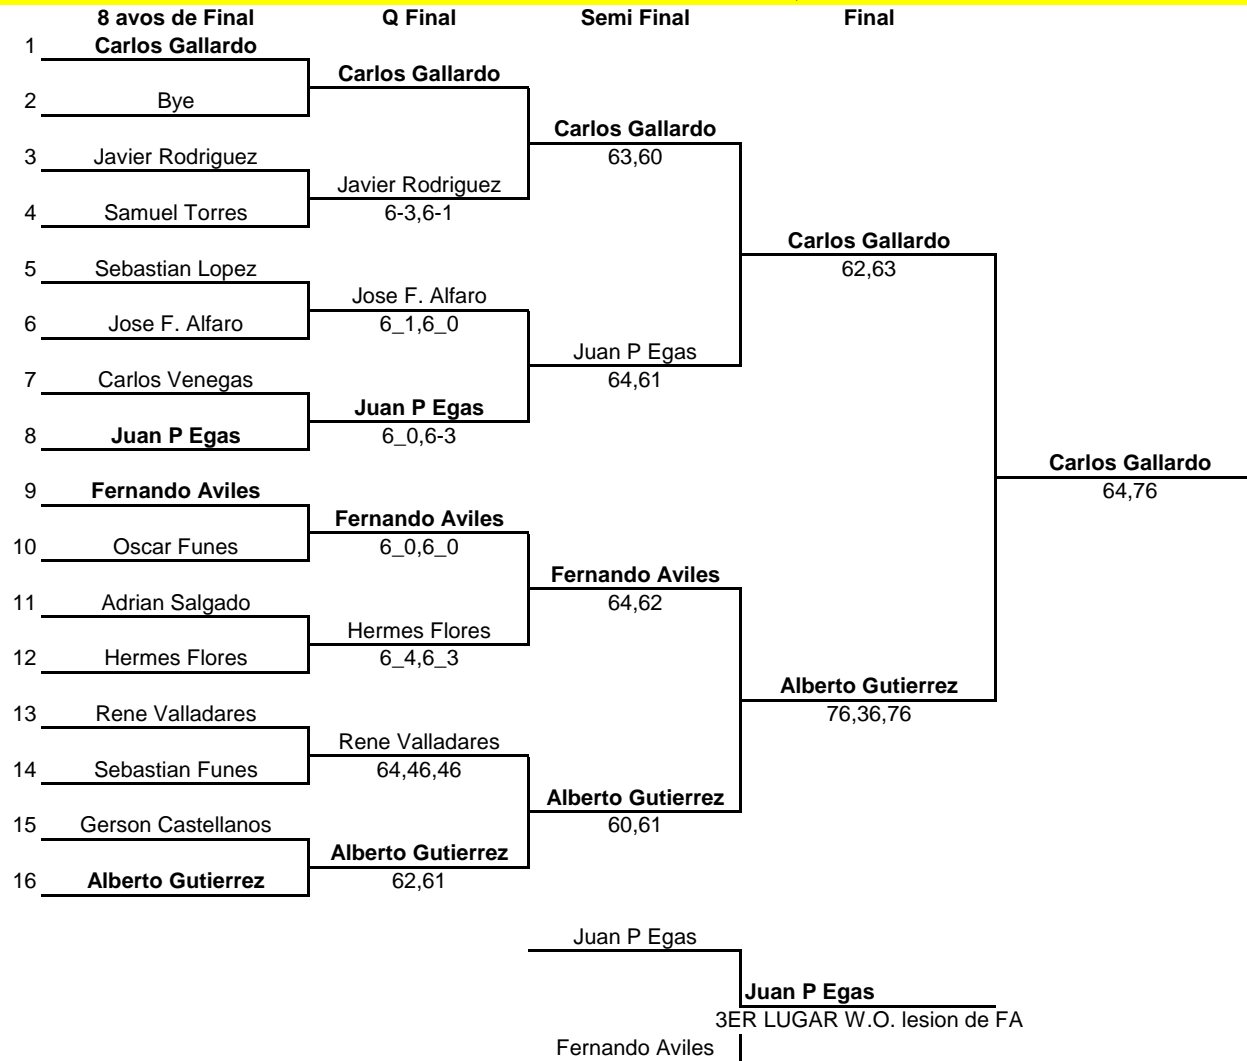 8 avos de Final Q Final Semi Final Final
1 Carlos Gallardo
Carlos Gallardo
2 Bye
Carlos Gallardo
3 Javier Rodriguez 63,60
Javier Rodriguez
4 Samuel Torres 6-3,6-1
Carlos Gallardo
5 Sebastian Lopez 62,63
Jose F. Alfaro
6 Jose F. Alfaro 6_1,6_0
Juan P Egas
7 Carlos Venegas 64,61
Juan P Egas
8 Juan P Egas 6_0,6-3
Carlos Gallardo
9 Fernando Aviles 64,76
Fernando Aviles
10 Oscar Funes 6_0,6_0
Fernando Aviles
11 Adrian Salgado 64,62
Hermes Flores
12 Hermes Flores 6_4,6_3
Alberto Gutierrez
13 Rene Valladares 76,36,76
Rene Valladares
14 Sebastian Funes 64,46,46
Alberto Gutierrez
15 Gerson Castellanos 60,61
Alberto Gutierrez
16 Alberto Gutierrez 62,61
Juan P Egas
Juan P Egas
3ER LUGAR W.O. lesion de FA
Fernando Aviles